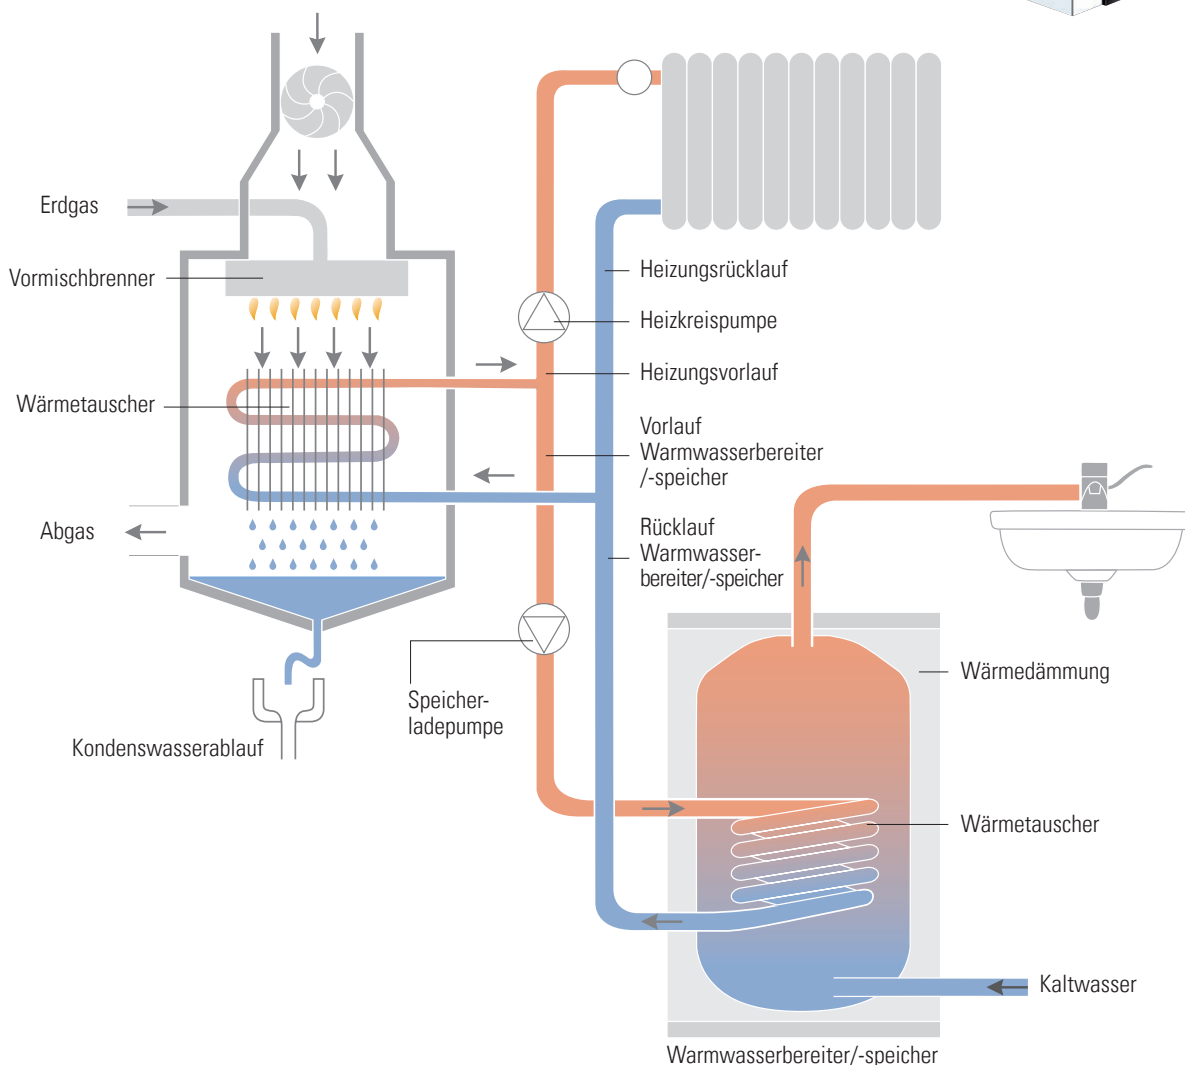 Erdgas
Vormischbrenner
Wärmetauscher
Abgas
Kondenswasserablauf
Heizungsrücklauf
Heizkreispumpe
Heizungsvorlauf
Vorlauf
Warmwasserbereiter
/-speicher
Rücklauf
Warmwasser-
bereiter/-speicher
Speicher-
ladepumpe
Wärmedämmung
Wärmetauscher
Kaltwasser
Warmwasserbereiter/-speicher